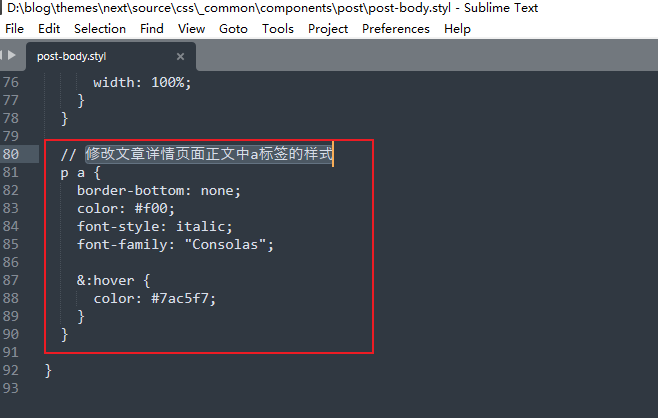 D:\blog\themes\next\source\css\_common\components\post\post-body.styl - Sublime Text
File Edit Selection Find View Goto Tools Project Preferences Help
post-body.styl ×
76 width: 100%;
77 }
78 }
79
80 // 修改文章详情页面正文中a标签的样式
81 p a {
82 border-bottom: none;
83 color: #f00;
84 font-style: italic;
85 font-family: "Consolas";
86
87 &:hover {
88 color: #7ac5f7;
89 }
90 }
91
92 }
93